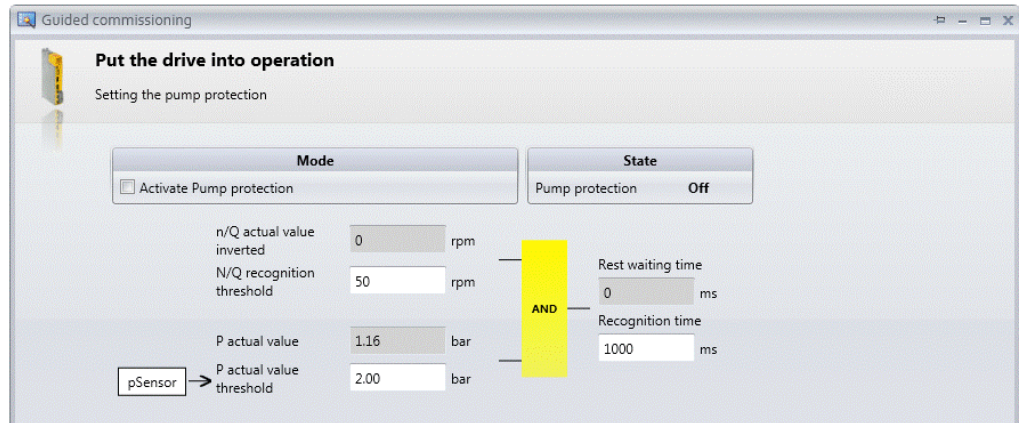 Guided commissioning
Put the drive into operation
Setting the pump protection
Mode
Activate Pump protection
State
Pump protection Off
n/Q actual value
inverted
0 rpm
N/Q recognition
threshold
50 rpm
P actual value
1.16 bar
pSensor
P actual value
threshold
2.00 bar
AND
Rest waiting time
0 ms
Recognition time
1000 ms